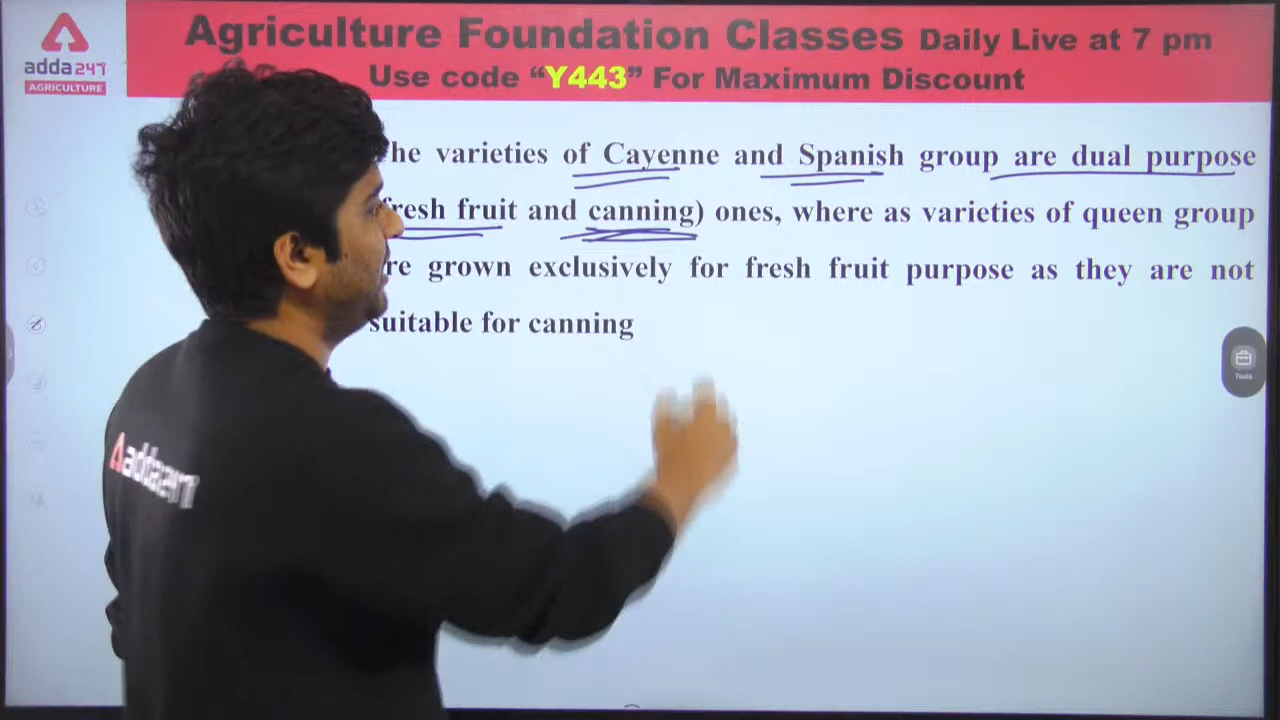 Agriculture Foundation Classes Daily Live at 7 pm
Use code “Y443” For Maximum Discount
adda247
AGRICULTURE
he varieties of Cayenne and Spanish group are dual purpose
fresh fruit and canning) ones, where as varieties of queen group
re grown exclusively for fresh fruit purpose as they are not
suitable for canning
Tools